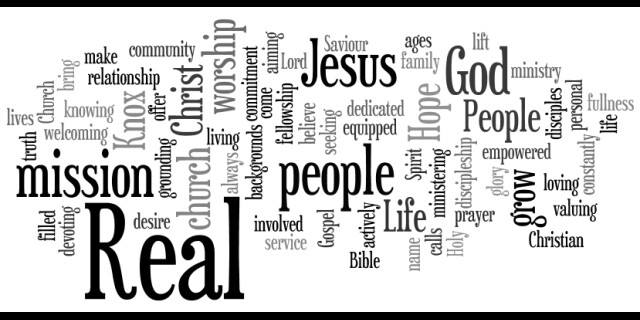 lives
Church
bring
make
community
relationship
knowing
welcoming
truth
Knox
offer
Christ
worship
Lord
aiming
Saviour
Jesus
ages
family
lift
God
ministry
commitment
come
fellowship
believe
seeking
dedicated
equipped
Hope
People
disciples
personal
fullness
life
mission
grounding
church
living
always
backgrounds
people
Spirit
ministering
discipleship
empowered
glory
grow
loving
constantly
valuing
filled
devoting
desire
Real
involved
service
Gospel
actively
Bible
Life
name
calls
Holy
prayer
Christian